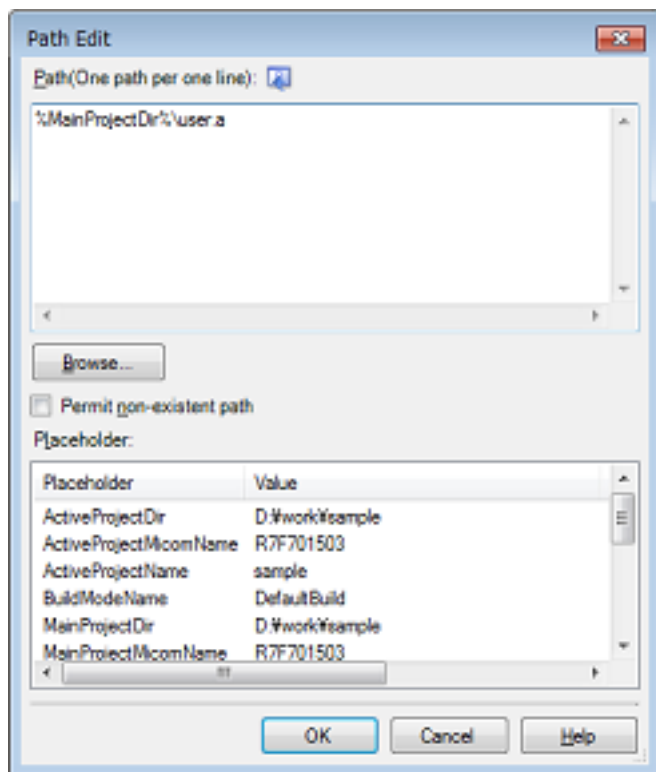 Path Edit
Path(One path per one line):
%MainProjectDir%\user.a
Browse...
Permit non-existent path
Placeholder:
Placeholder Value
ActiveProjectDir D:¥work¥sample
ActiveProjectMicomName R7F701503
ActiveProjectName sample
BuildModeName DefaultBuild
MainProjectDir D:¥work¥sample
MainProjectMicomName R7F701503
OK Cancel Help